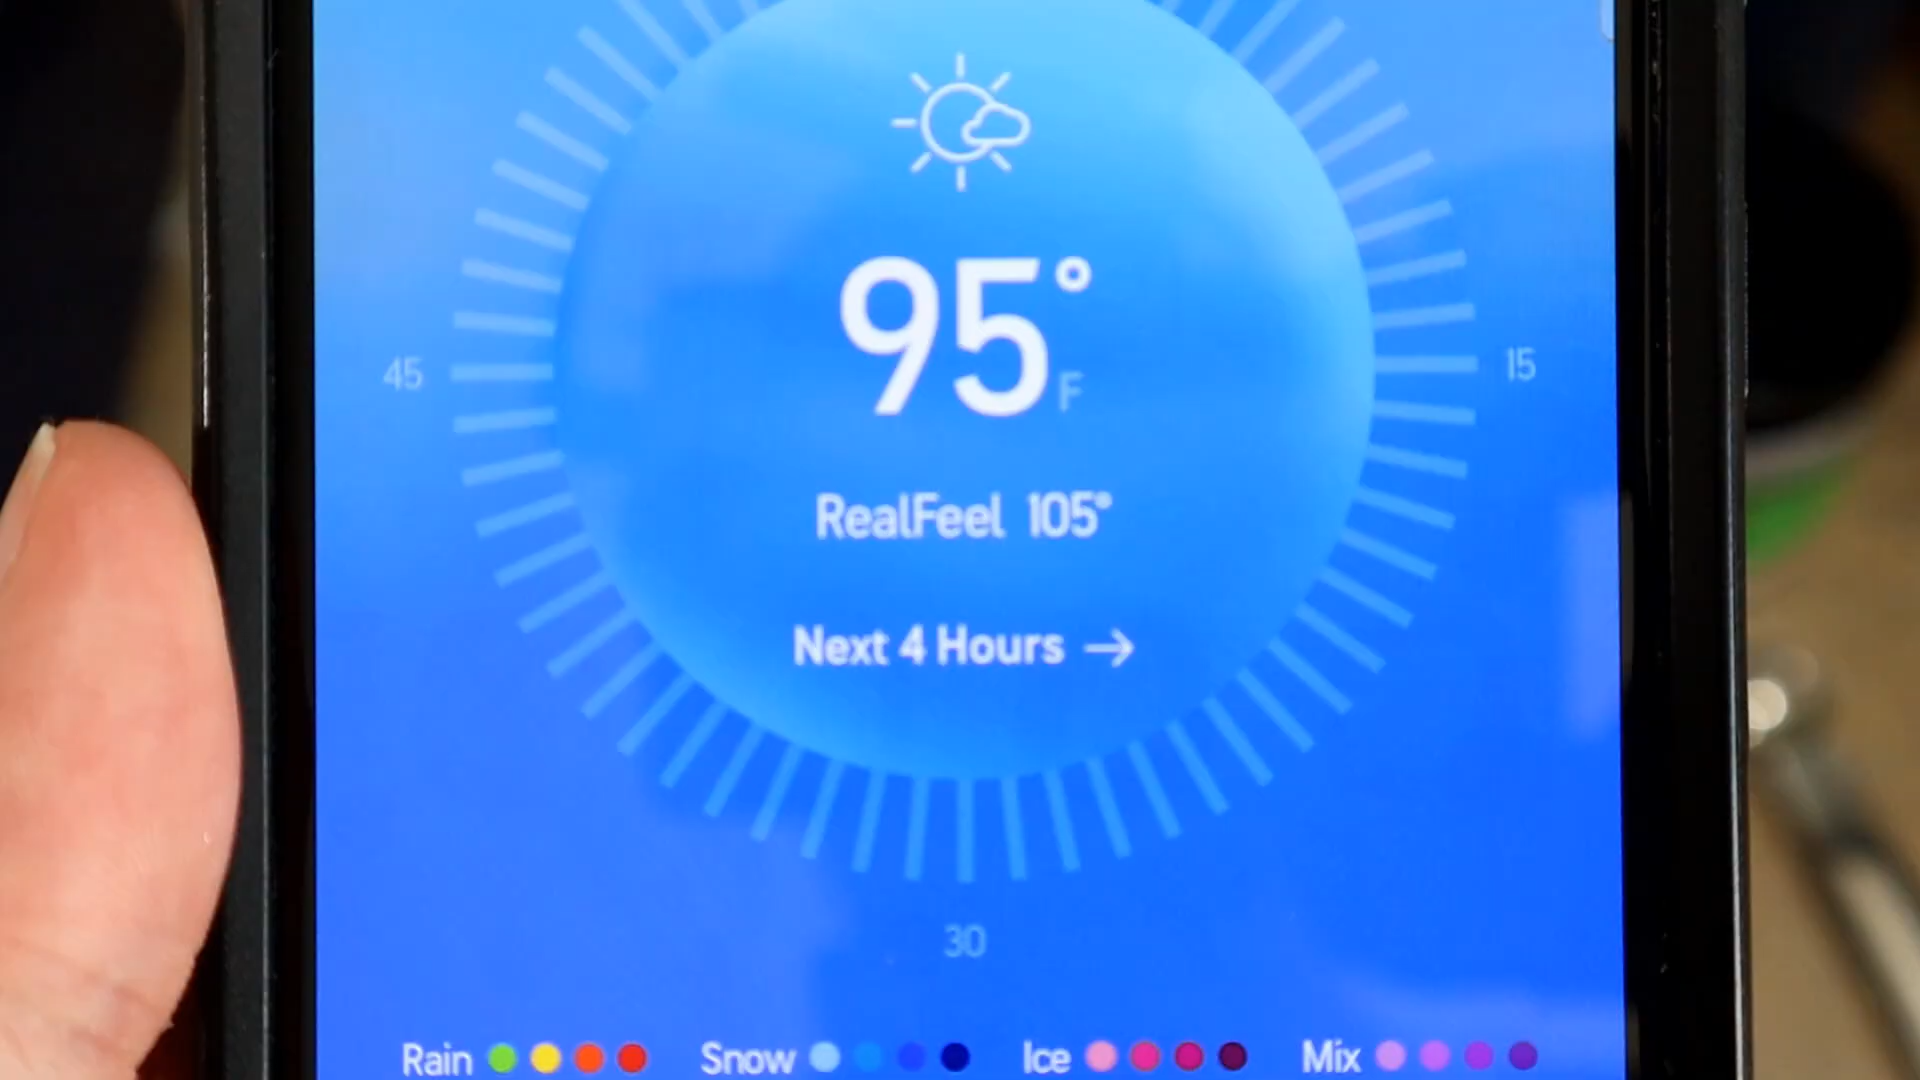 95° F
45
15
RealFeel 105°
Next 4 Hours →
30
Rain Snow Ice Mix